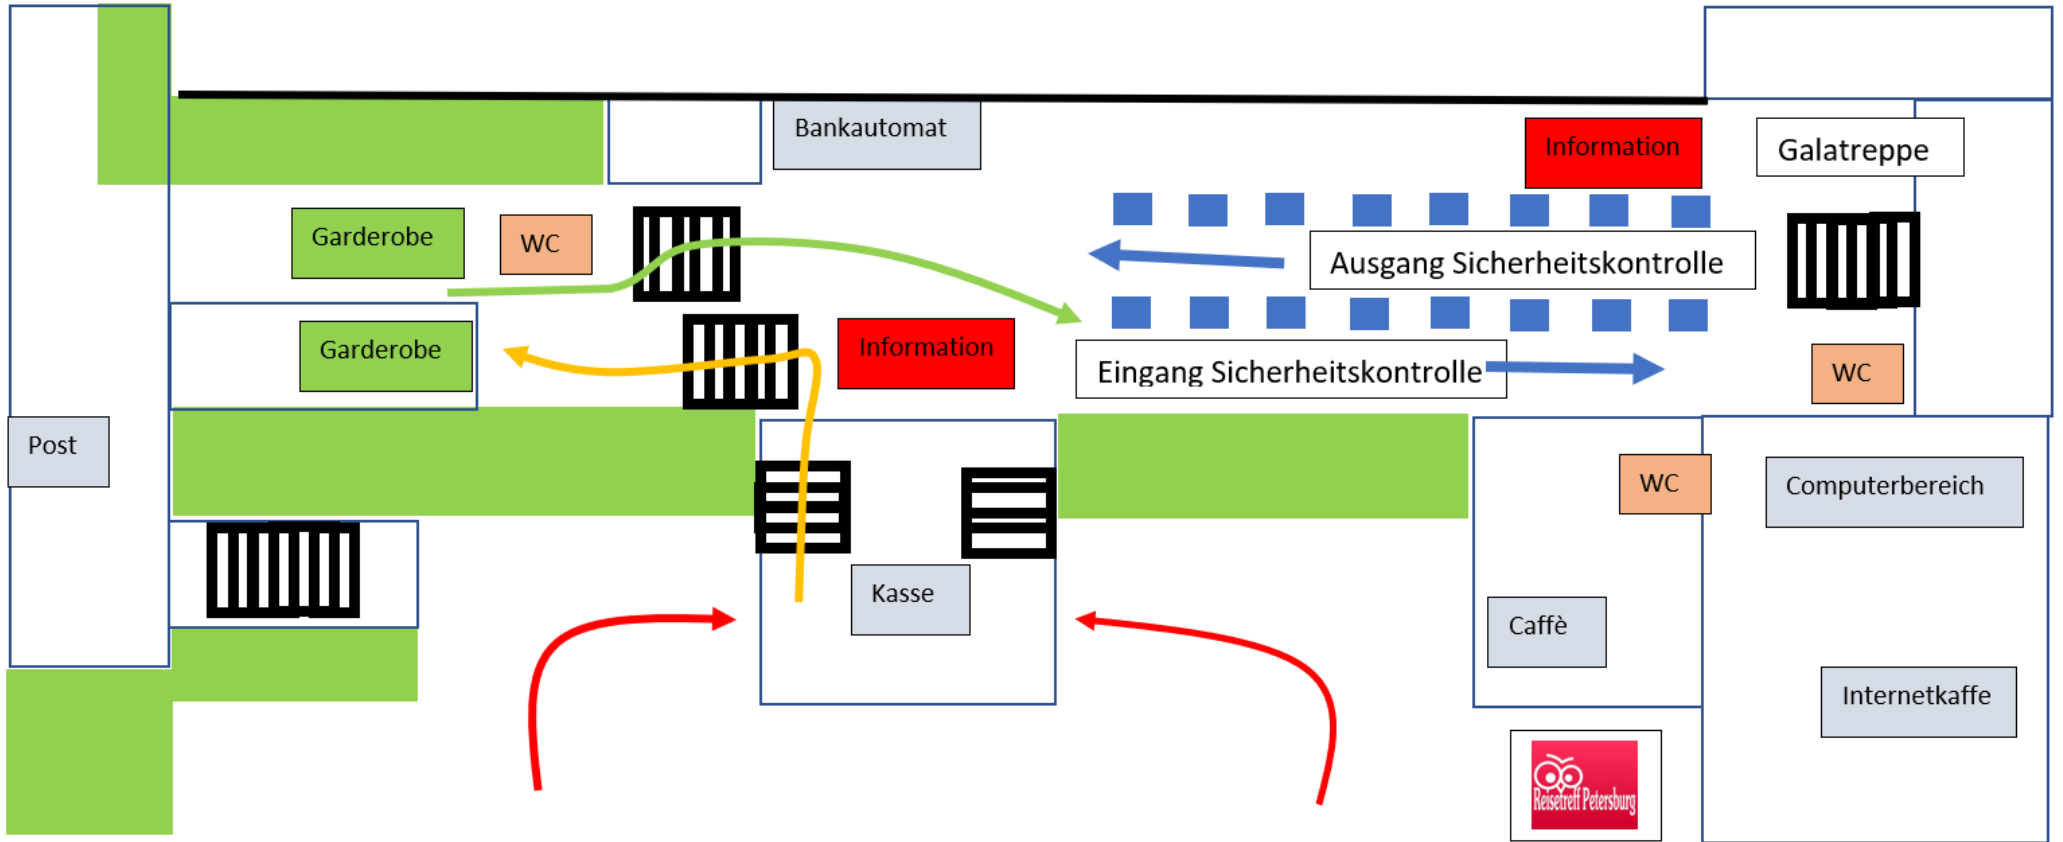 Bankautomat
Information
Galatreppe
Garderobe
WC
Ausgang Sicherheitskontrolle
Garderobe
Information
Eingang Sicherheitskontrolle
WC
Post
WC
Computerbereich
Kasse
Caffè
Internetkaffe
Reisetreff Petersburg